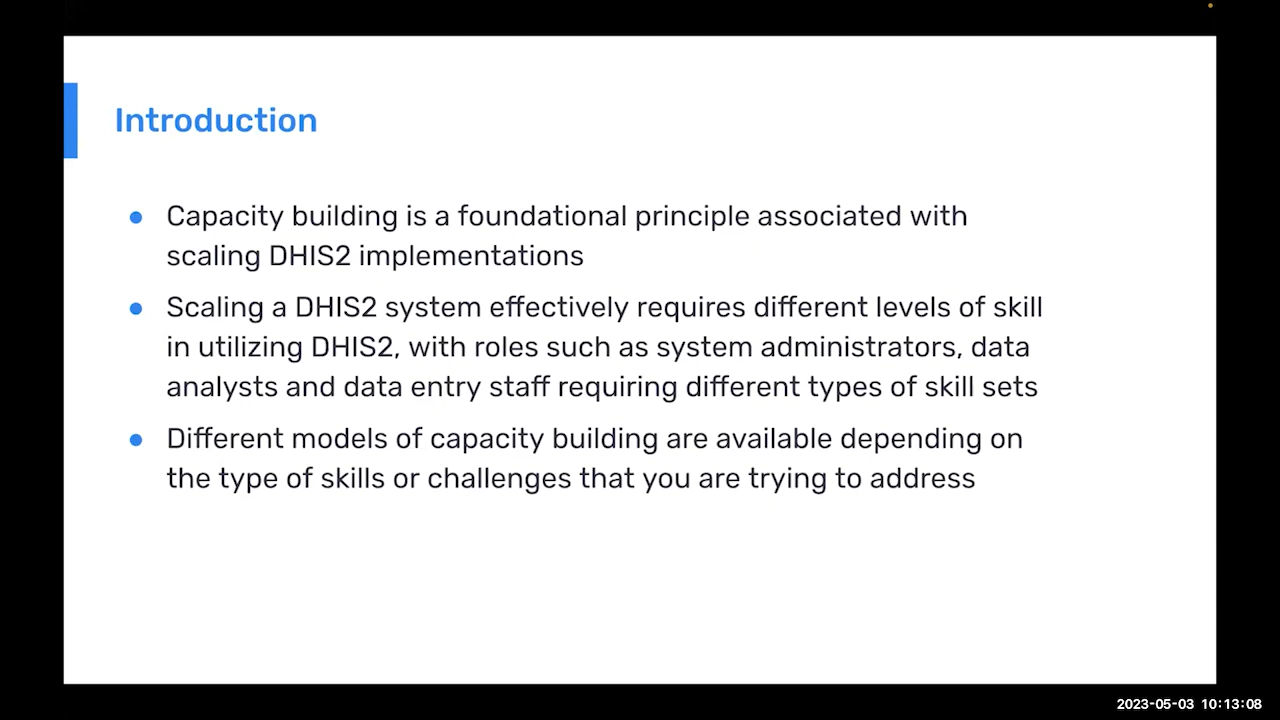 Introduction
● Capacity building is a foundational principle associated with
scaling DHIS2 implementations
● Scaling a DHIS2 system effectively requires different levels of skill
in utilizing DHIS2, with roles such as system administrators, data
analysts and data entry staff requiring different types of skill sets
● Different models of capacity building are available depending on
the type of skills or challenges that you are trying to address
2023-05-03 10:13:08